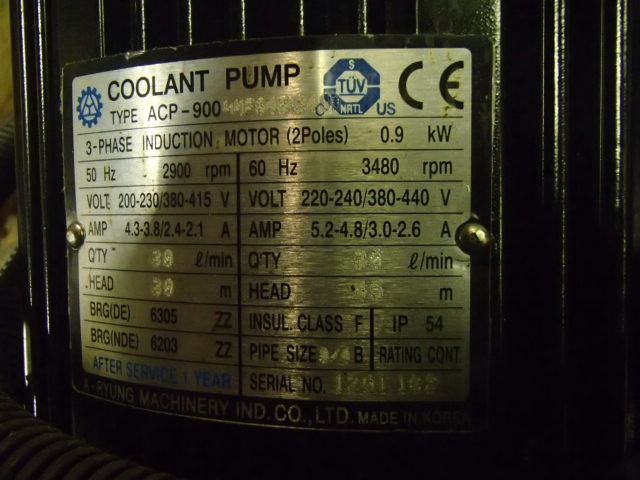 COOLANT PUMP
S
TÜV
NRTL
C US
CE
TYPE ACP-900
3-PHASE INDUCTION MOTOR (2Poles) 0.9 kW
50 Hz 2900 rpm 60 Hz 3480 rpm
VOLT 200-230/380-415 V VOLT 220-240/380-440 V
AMP 4.3-3.8/2.4-2.1 A AMP 5.2-4.8/3.0-2.6 A
Q'TY ℓ/min Q'TY ℓ/min
HEAD m HEAD m
BRG(DE) 6305 ZZ INSUL. CLASS F IP 54
BRG(NDE) 6203 ZZ PIPE SIZE B RATING CONT.
AFTER SERVICE 1 YEAR SERIAL NO.
A-RYUNG MACHINERY IND. CO., LTD. MADE IN KOREA